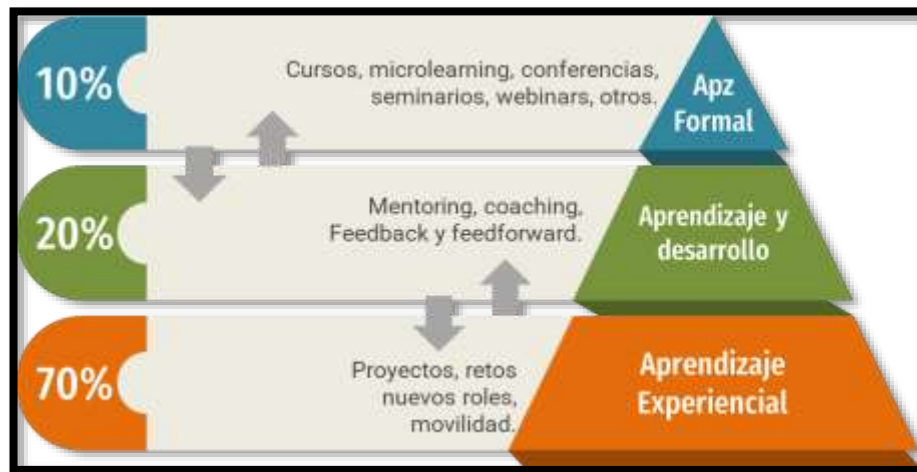 10%
Cursos, microlearning, conferencias,
seminarios, webinars, otros.
Apz
Formal
20%
Mentoring, coaching,
Feedback y feedforward.
Aprendizaje y
desarrollo
70%
Proyectos, retos
nuevos roles,
movilidad.
Aprendizaje
Experiencial